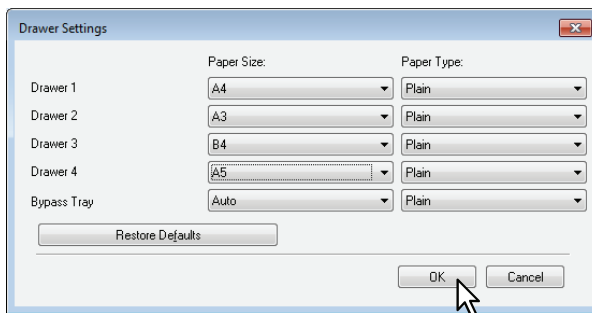 Drawer Settings
Paper Size: Paper Type:
Drawer 1 A4 Plain
Drawer 2 A3 Plain
Drawer 3 B4 Plain
Drawer 4 A5 Plain
Bypass Tray Auto Plain
Restore Defaults
OK Cancel